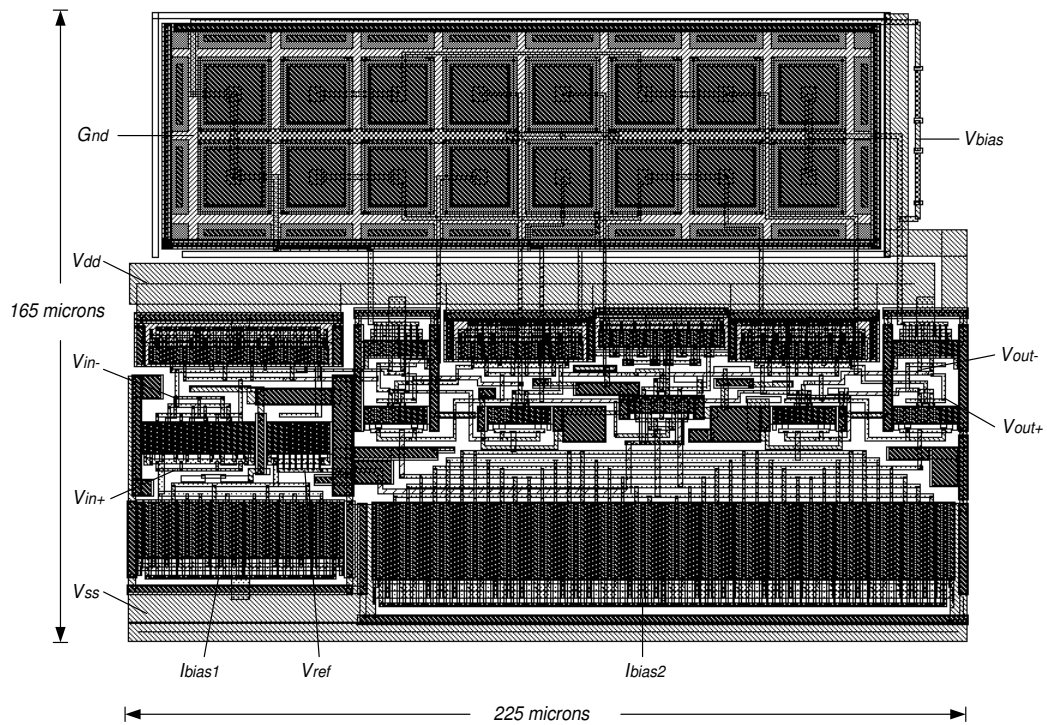 Gnd
Vbias
Vdd
165 microns
Vin-
Vout-
Vout+
Vin+
Vss
Ibias1
Vref
Ibias2
225 microns